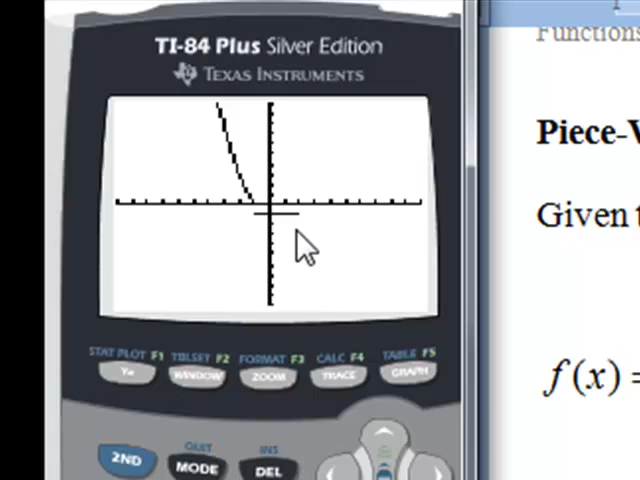 TI-84 Plus Silver Edition
TEXAS INSTRUMENTS
STAT PLOT F1 TBLSET F2 FORMAT F3 CALC F4 TABLE F5
Y= WINDOW ZOOM TRACE GRAPH
QUIT INS
2ND MODE DEL
Functions
Piece-
Given
f(x) =